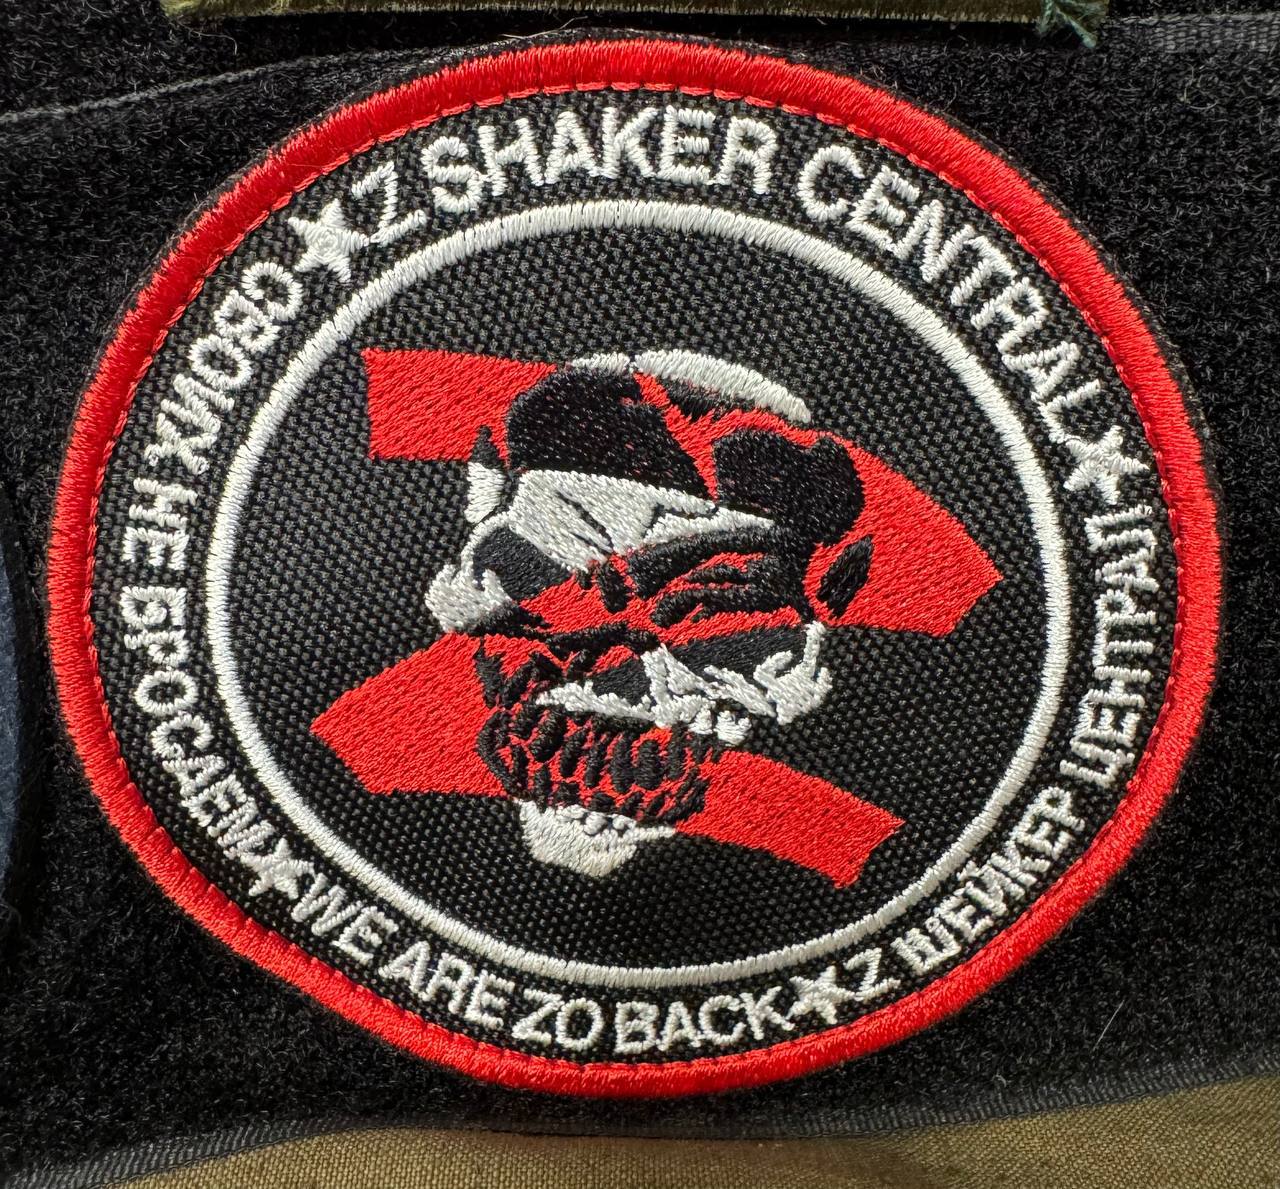 Z SHAKER CENTRAL
Z ШЕЙКЕР ЦЕНТРАЛ
WE ARE ZO BACK
СВОИХ НЕ БРОСАЕМ